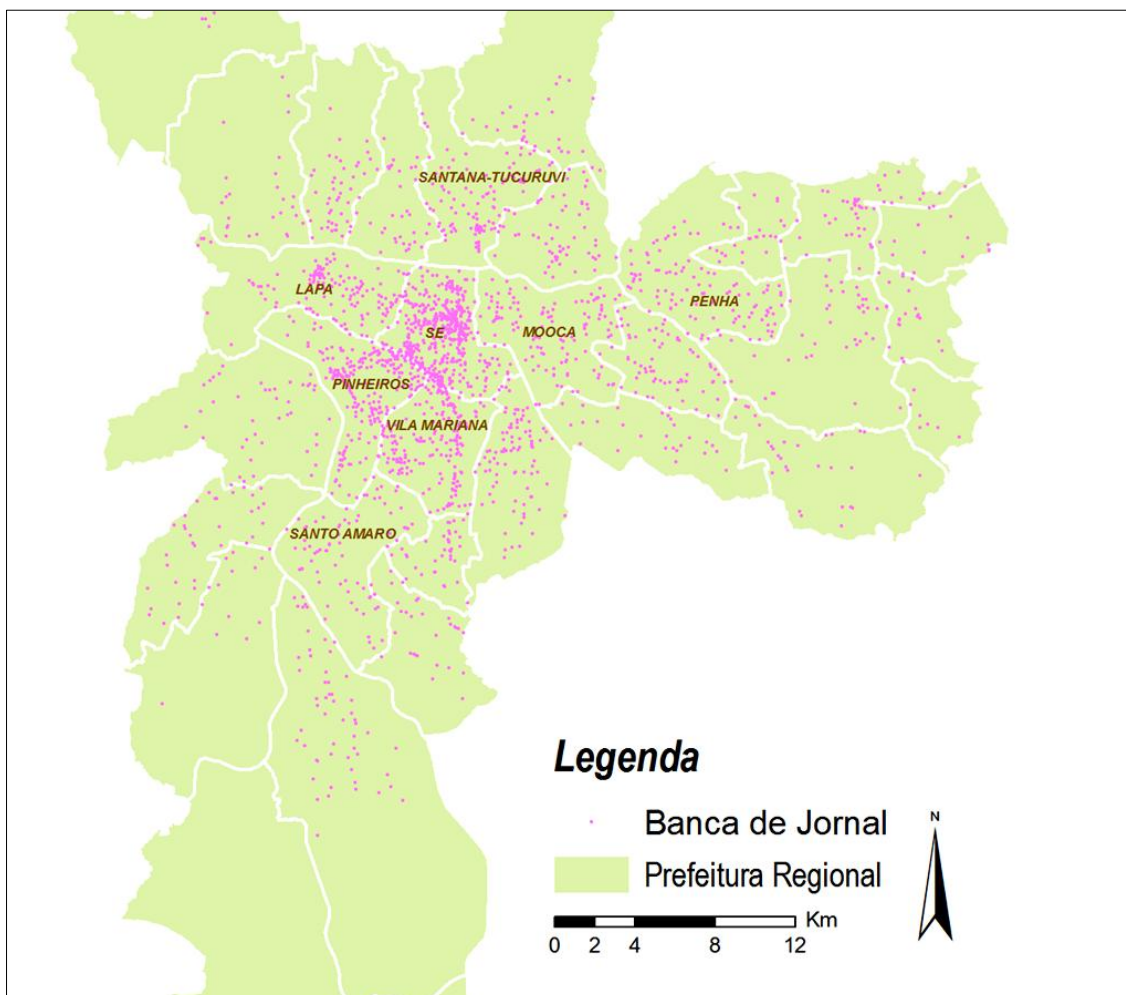 SANTANA-TUCURUVI
LAPA
PENHA
SE
MOOCA
PINHEIROS
VILA MARIANA
SANTO AMARO
Legenda
Banca de Jornal
N
Prefeitura Regional
Km
0 2 4 8 12